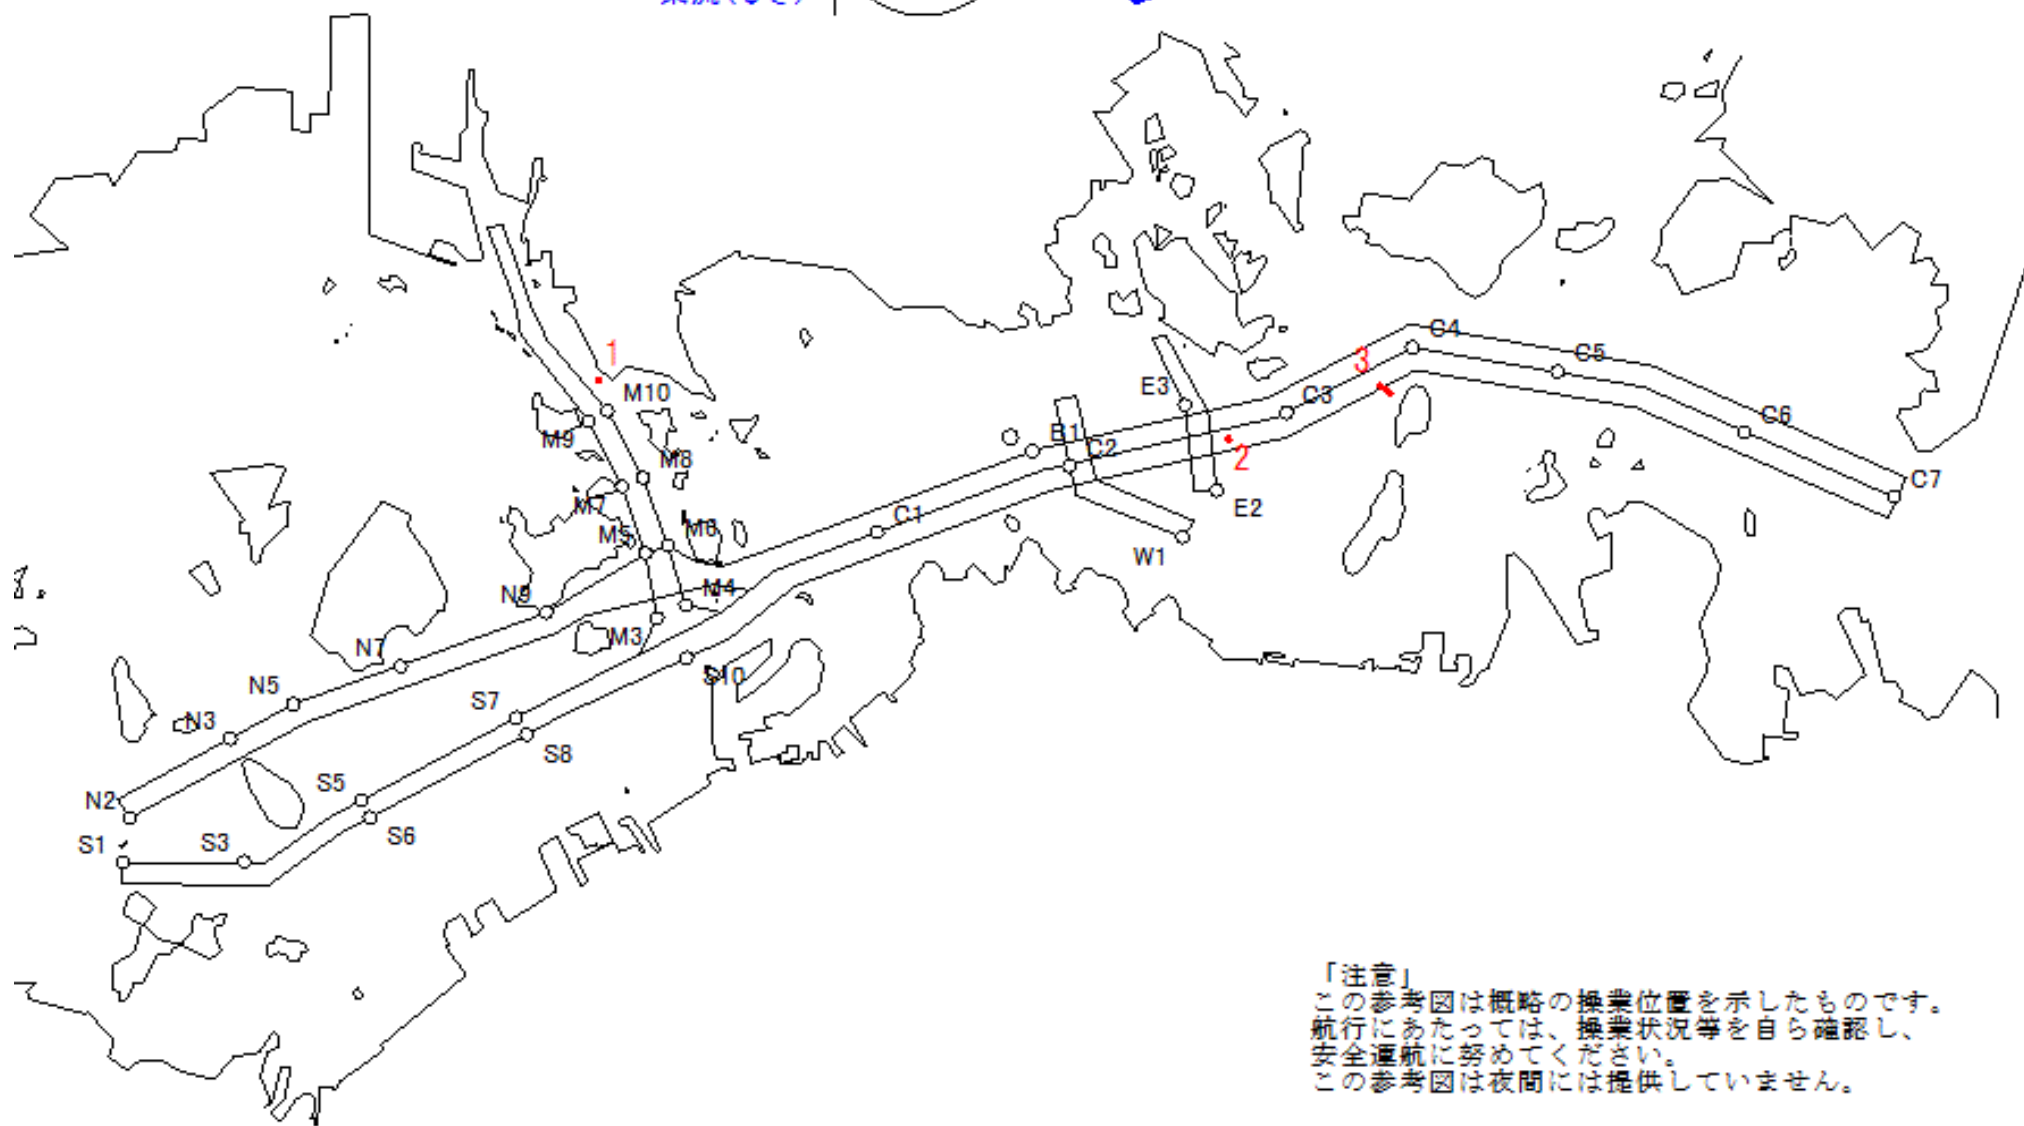 1
M10
M9
M8
M7
M5
M6
M4
M3
N9
N7
N5
N3
N2
S1
S3
S5
S6
S7
S8
S10
C1
B1
C2
E3
E2
W1
2
3
C3
C4
C5
C6
C7
「注意」
この参考図は概略の操業位置を示したものです。
航行にあたっては、操業状況等を自ら確認し、
安全運航に努めてください。
この参考図は夜間には提供していません。